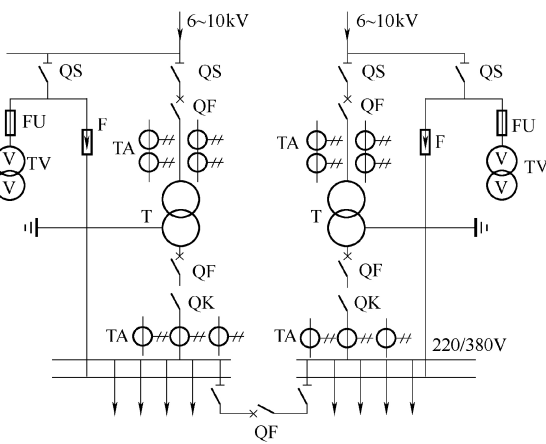 6~10kV 6~10kV
QS QS QS QS
QF QF
FU F F FU
TA TA
V TV V TV
V V
T T
QF QF
QK QK
TA TA
220/380V
QF